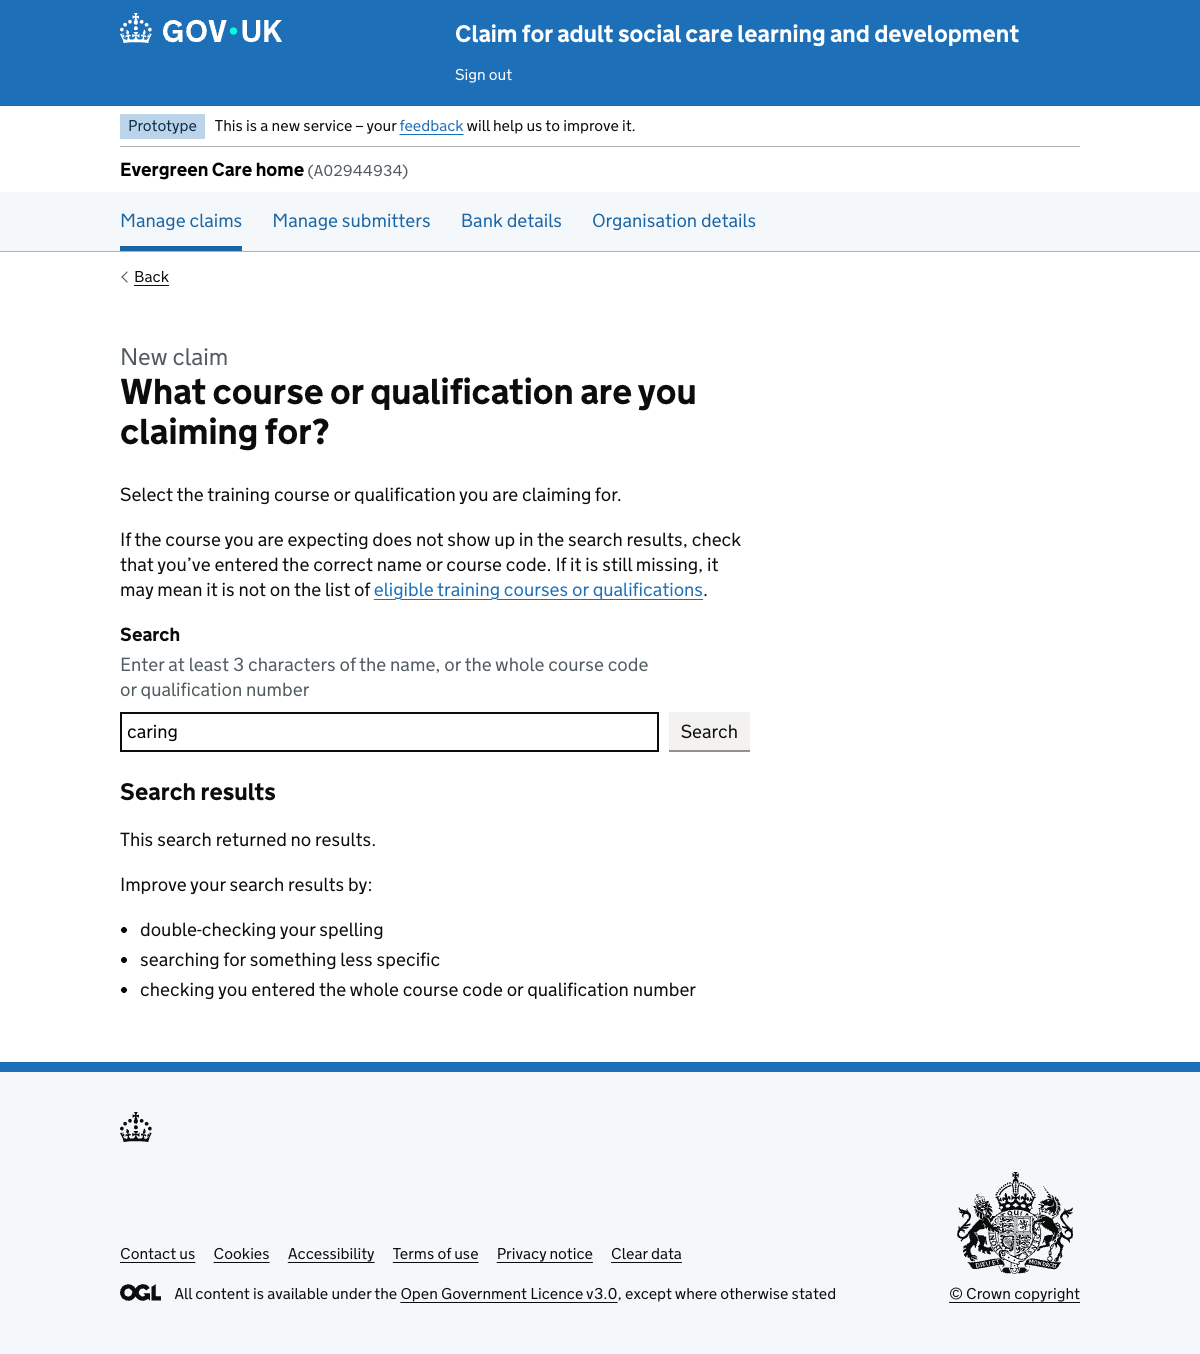 GOV·UK
Claim for adult social care learning and development
Sign out
Prototype This is a new service – your feedback will help us to improve it.
Evergreen Care home (A02944934)
Manage claims Manage submitters Bank details Organisation details
Back
New claim
What course or qualification are you
claiming for?
Select the training course or qualification you are claiming for.
If the course you are expecting does not show up in the search results, check
that you’ve entered the correct name or course code. If it is still missing, it
may mean it is not on the list of eligible training courses or qualifications.
Search
Enter at least 3 characters of the name, or the whole course code
or qualification number
caring Search
Search results
This search returned no results.
Improve your search results by:
• double-checking your spelling
• searching for something less specific
• checking you entered the whole course code or qualification number
Contact us Cookies Accessibility Terms of use Privacy notice Clear data
OGL All content is available under the Open Government Licence v3.0, except where otherwise stated
© Crown copyright